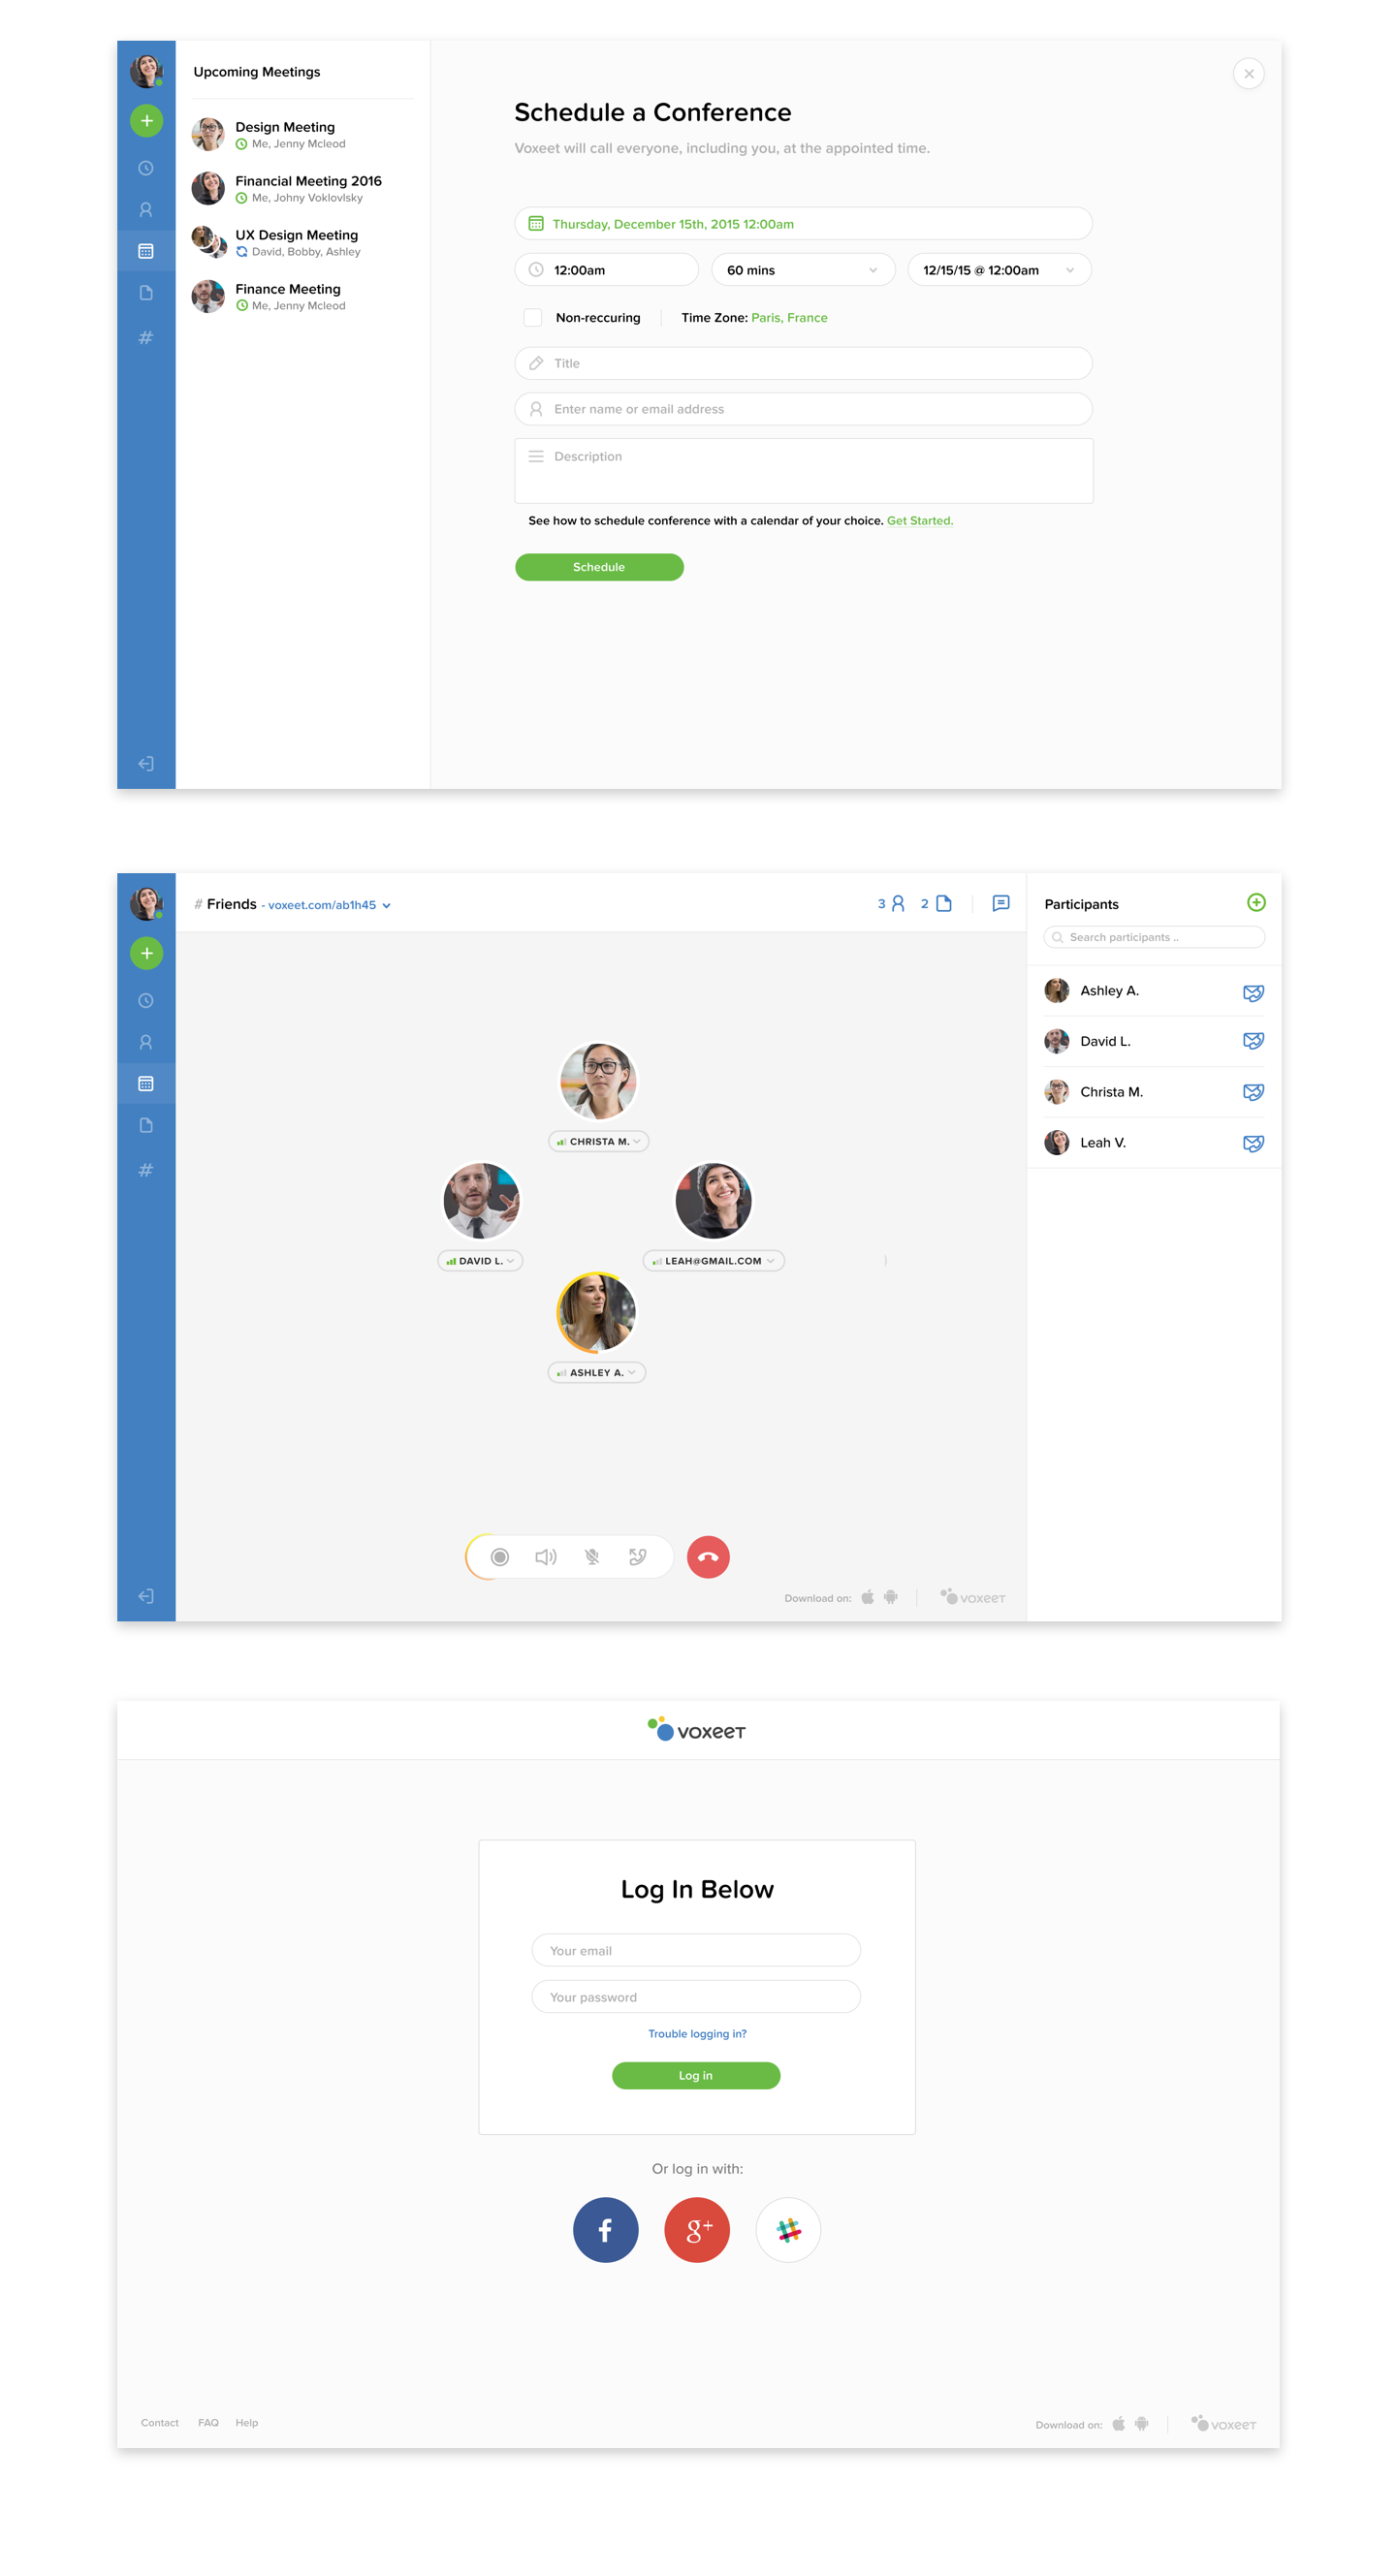 Upcoming Meetings
Design Meeting
Me, Jenny Mcleod
Financial Meeting 2016
Me, Johny Voklovlsky
UX Design Meeting
David, Bobby, Ashley
Finance Meeting
Me, Jenny Mcleod
Schedule a Conference
Voxeet will call everyone, including you, at the appointed time.
Thursday, December 15th, 2015 12:00am
12:00am 60 mins 12/15/15 @ 12:00am
Non-reccuring Time Zone: Paris, France
Title
Enter name or email address
Description
See how to schedule conference with a calendar of your choice. Get Started.
Schedule
# Friends - voxeet.com/ab1h45 3 2
CHRISTA M.
DAVID L. LEAH@GMAIL.COM
ASHLEY A.
Download on: voxeet
Participants
Search participants ..
Ashley A.
David L.
Christa M.
Leah V.
voxeet
Log In Below
Your email
Your password
Trouble logging in?
Log in
Or log in with:
f g+
Contact FAQ Help Download on: voxeet